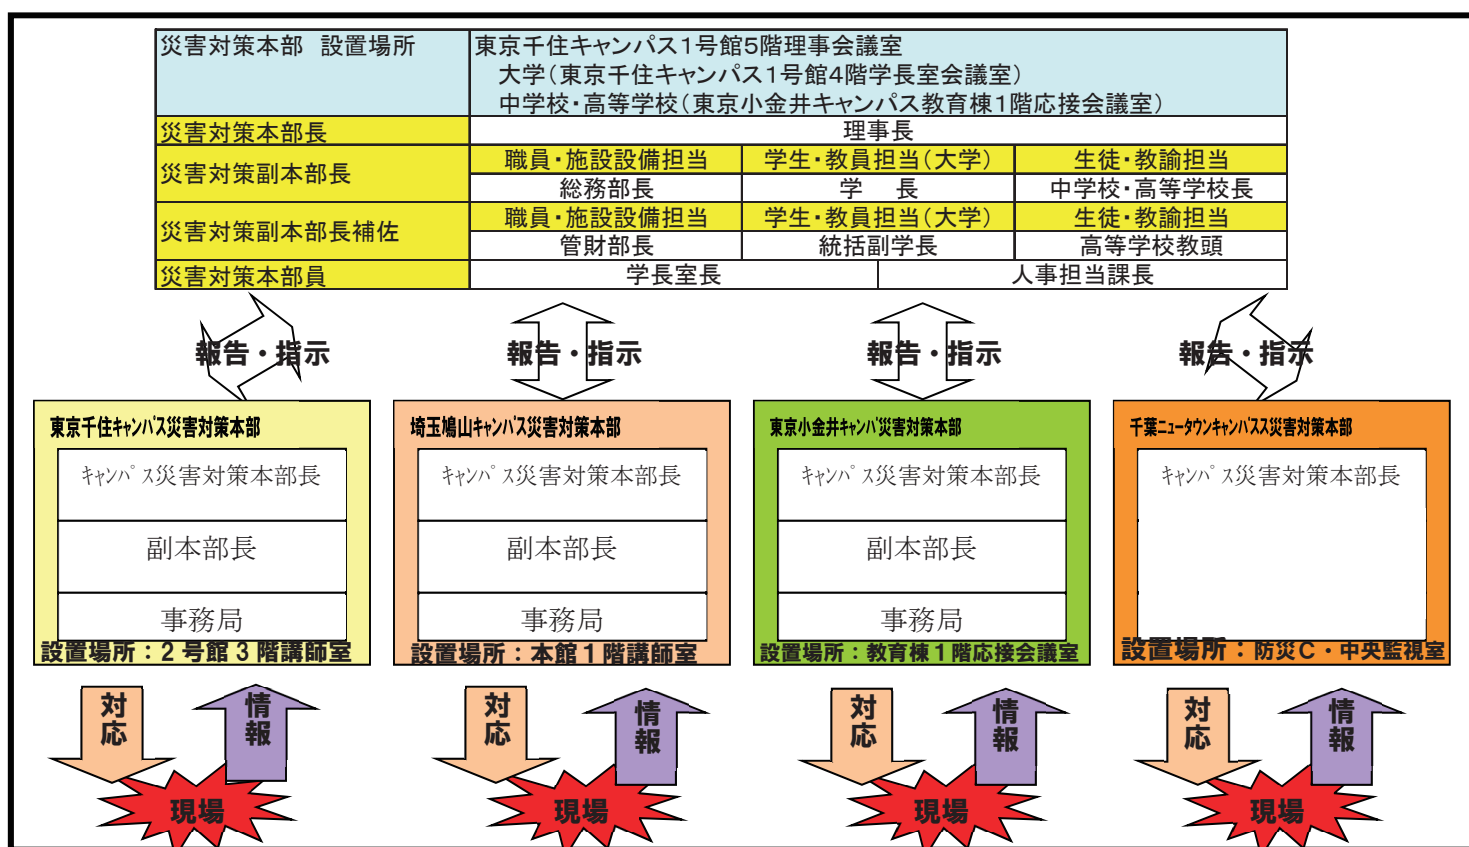 災害対策本部 設置場所
東京千住キャンパス1号館5階理事会議室
大学(東京千住キャンパス1号館4階学長室会議室)
中学校・高等学校(東京小金井キャンパス教育棟1階応接会議室)
災害対策本部長
理事長
災害対策副本部長
職員・施設設備担当 学生・教員担当(大学) 生徒・教諭担当
総務部長 学 長 中学校・高等学校長
災害対策副本部長補佐
職員・施設設備担当 学生・教員担当(大学) 生徒・教諭担当
管財部長 統括副学長 高等学校教頭
災害対策本部員
学長室長 人事担当課長
報告・指示 報告・指示 報告・指示 報告・指示
東京千住キャンパス災害対策本部
キャンパス災害対策本部長
副本部長
事務局
設置場所:2号館3階講師室
埼玉鳩山キャンパス災害対策本部
キャンパス災害対策本部長
副本部長
事務局
設置場所:本館1階講師室
東京小金井キャンパ災害対策本部
キャンパス災害対策本部長
副本部長
事務局
設置場所:教育棟1階応接会議室
千葉ニュータウンキャンパスス災害対策本部
キャンパス災害対策本部長
設置場所:防災C・中央監視室
対応 情報 対応 情報 対応 情報 対応 情報
現場 現場 現場 現場